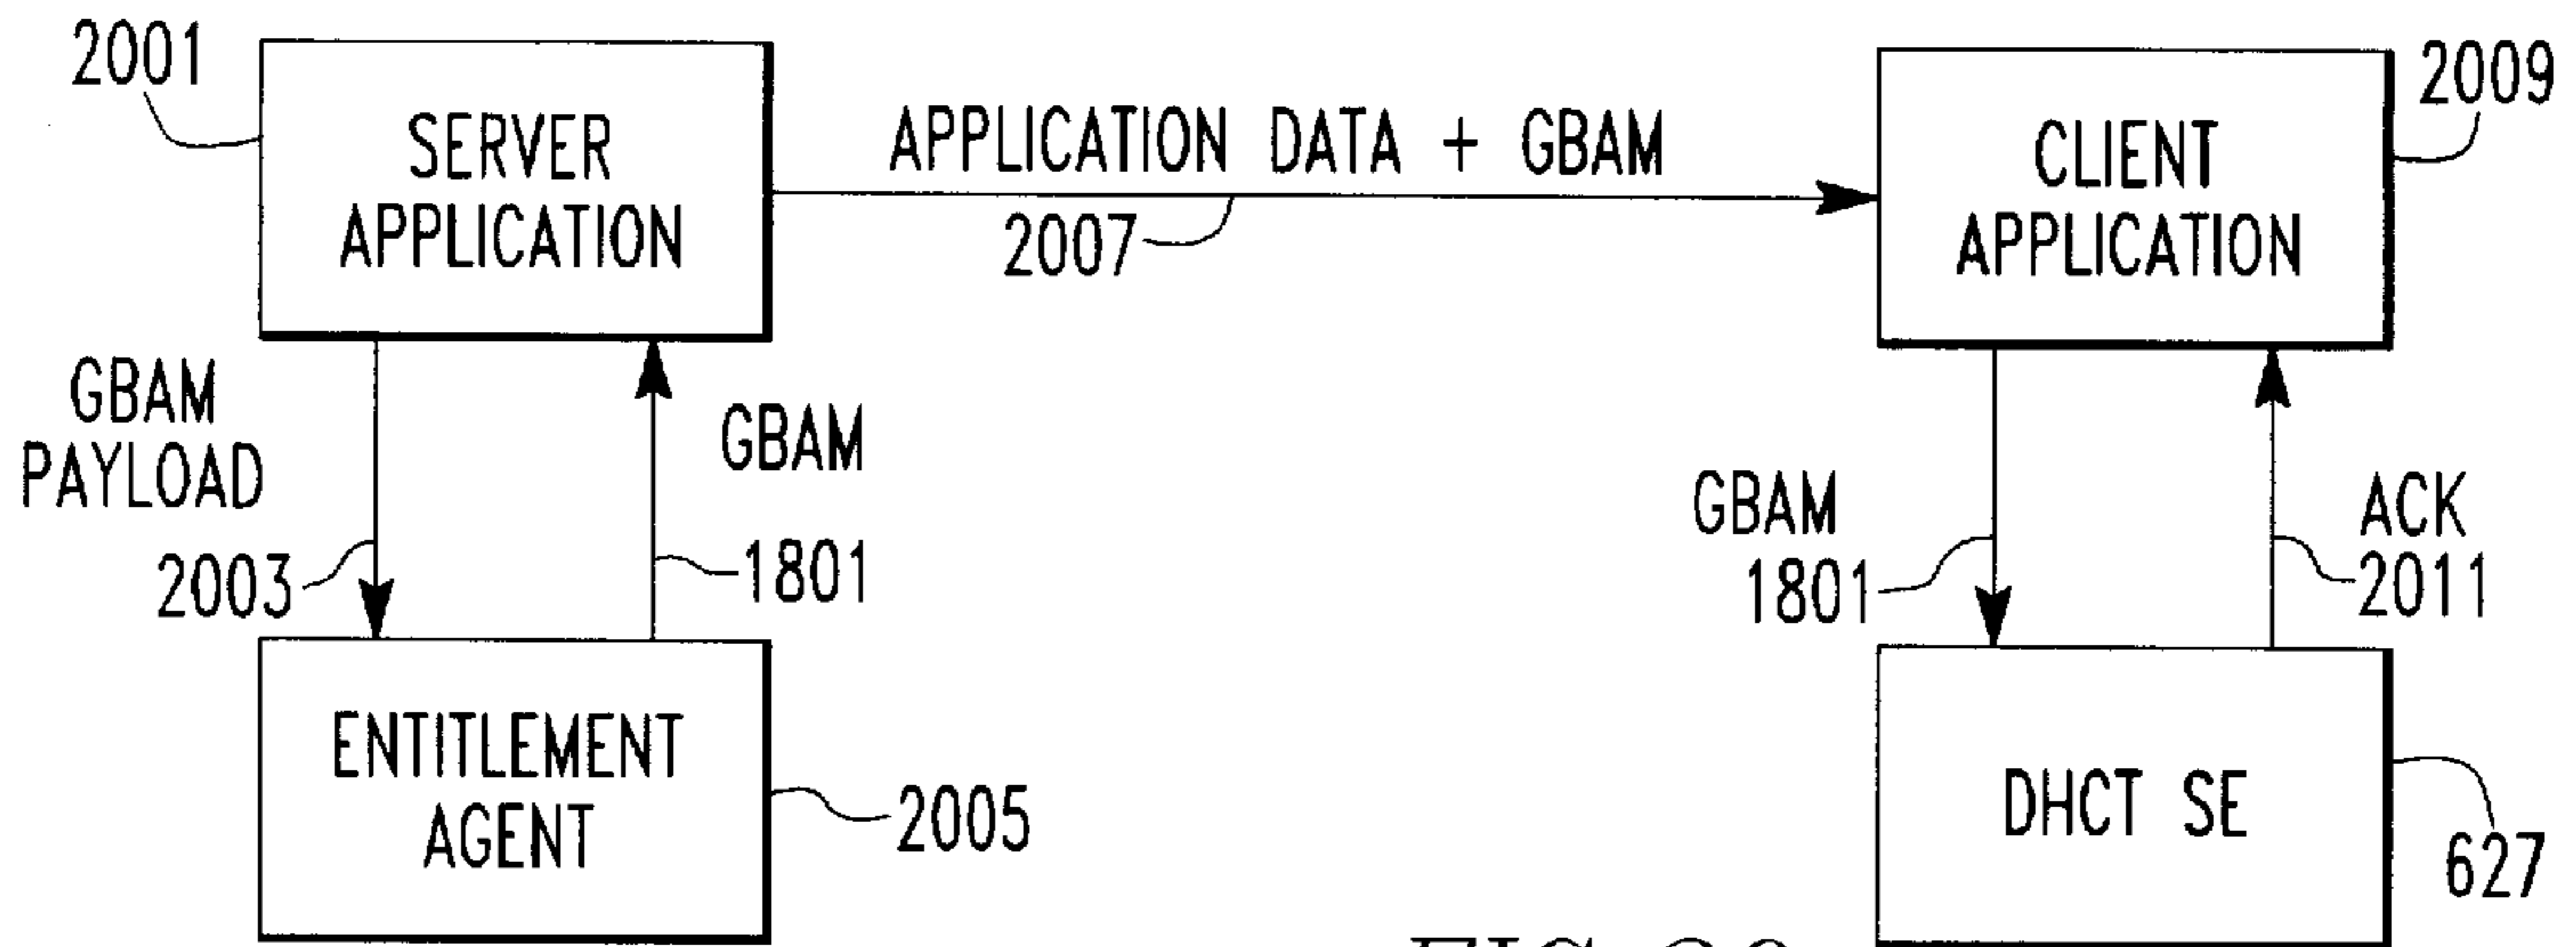 2001
SERVER
APPLICATION
APPLICATION DATA + GBAM
2007
CLIENT
APPLICATION
2009
GBAM
PAYLOAD
2003
GBAM
1801
GBAM
1801
ACK
2011
ENTITLEMENT
AGENT
2005
DHCT SE
627